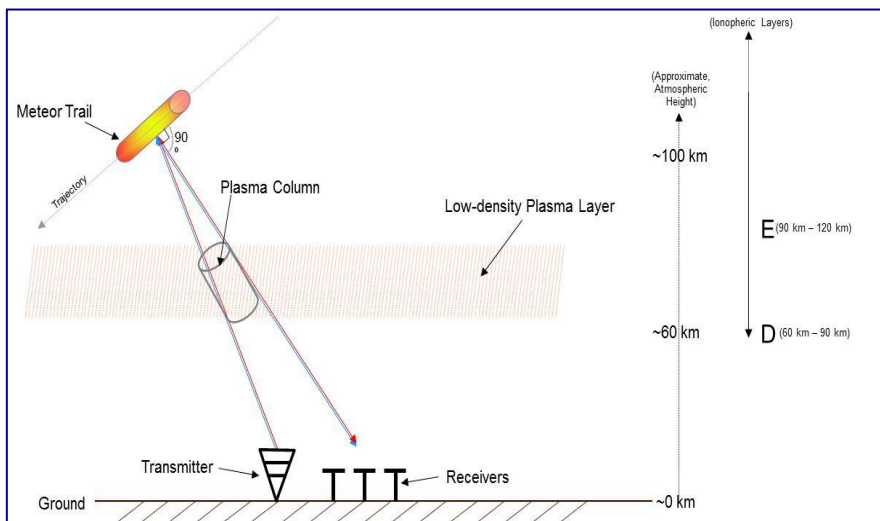 (Ionopheric Layers)
(Approximate,
Atmospheric
Height)
Meteor Trail
90
o
~100 km
Plasma Column
Trajectory
Low-density Plasma Layer
E (90 km – 120 km)
~60 km
D (60 km – 90 km)
Transmitter
Receivers
Ground
~0 km